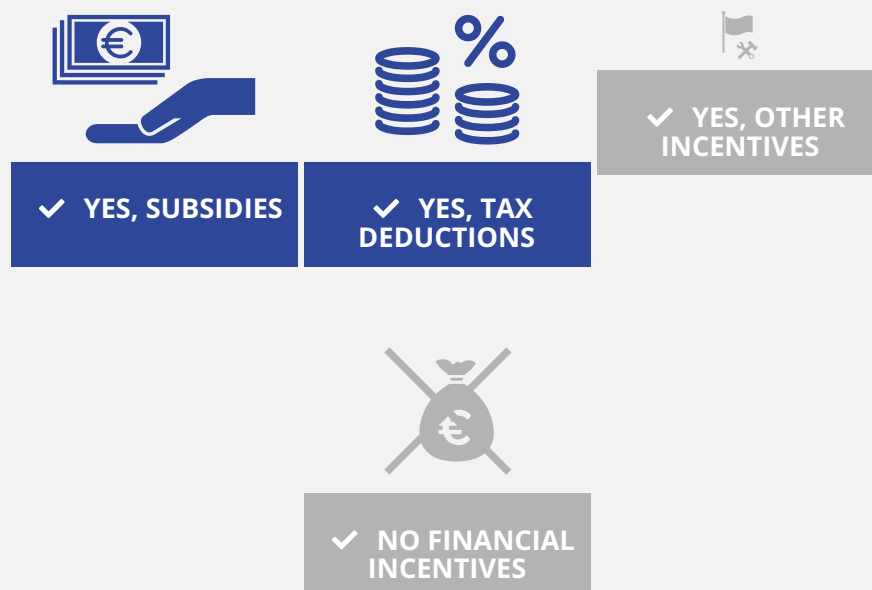 €
%
✓ YES, OTHER
INCENTIVES
✓ YES, SUBSIDIES
✓ YES, TAX
DEDUCTIONS
€
✓ NO FINANCIAL
INCENTIVES